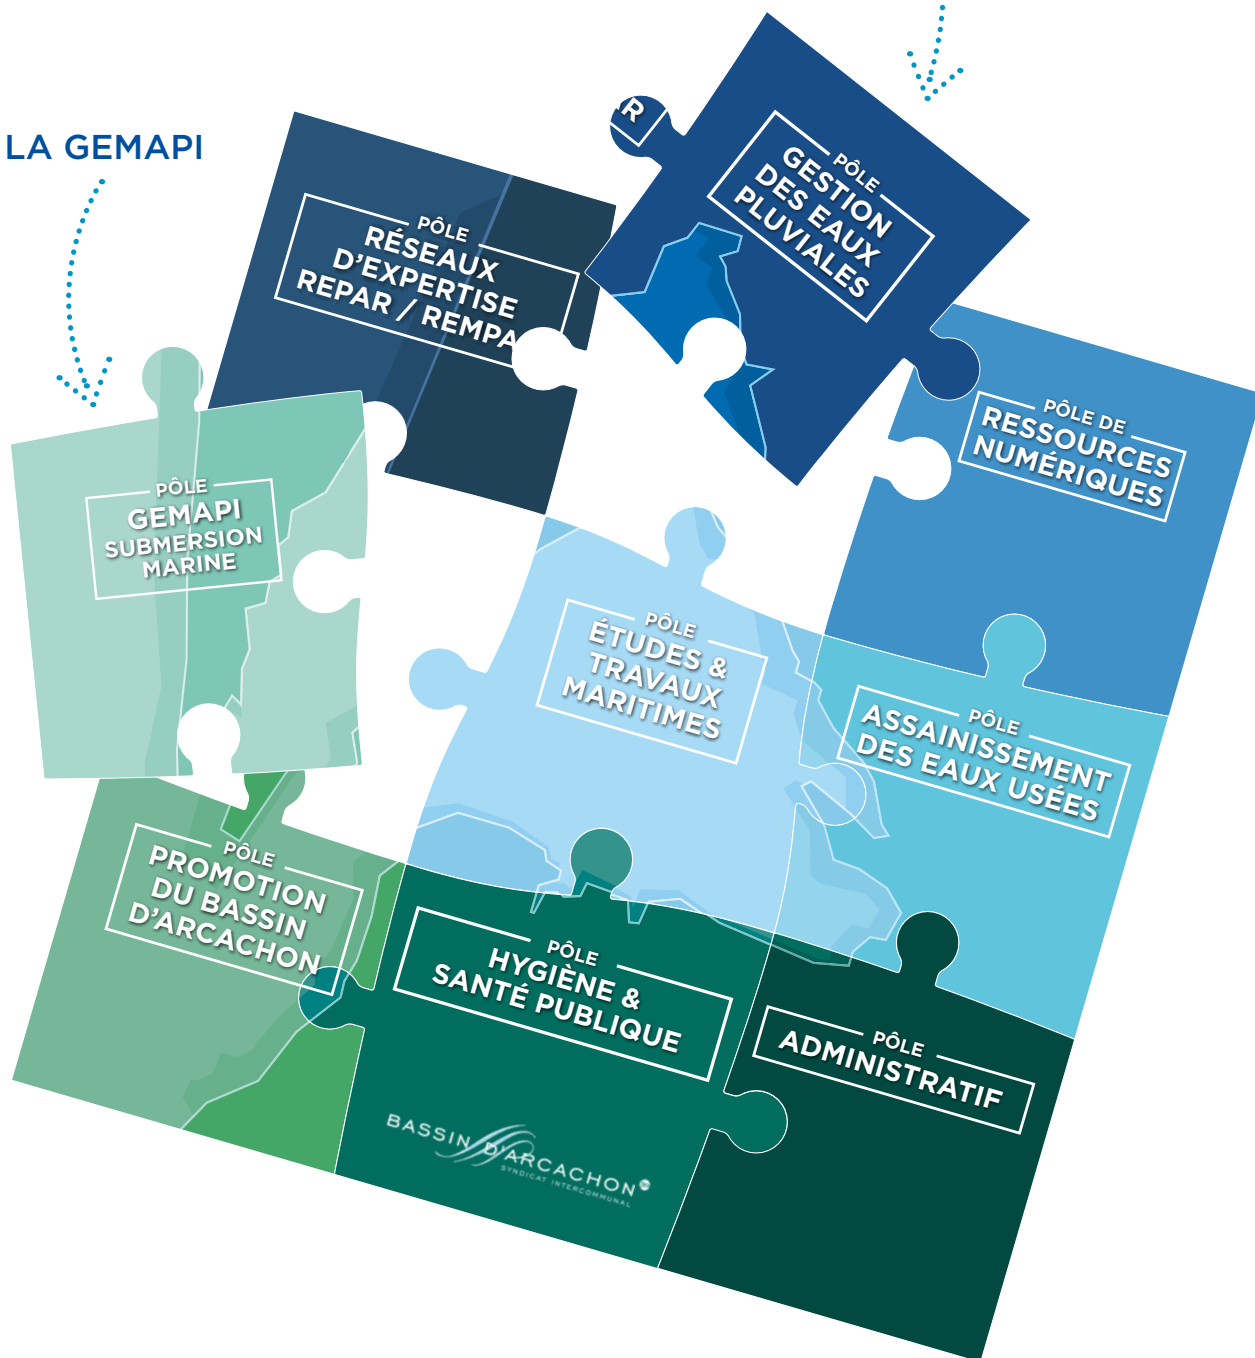 LA GEMAPI
PÔLE
RÉSEAUX
D'EXPERTISE
REPAR / REMPA
R
PÔLE
GESTION
DES EAUX
PLUVIALES
PÔLE DE
RESSOURCES
NUMÉRIQUES
PÔLE
GEMAPI
SUBMERSION
MARINE
PÔLE
ÉTUDES &
TRAVAUX
MARITIMES
PÔLE
ASSAINISSEMENT
DES EAUX USÉES
PÔLE
PROMOTION
DU BASSIN
D'ARCACHON
PÔLE
HYGIÈNE &
SANTÉ PUBLIQUE
PÔLE
ADMINISTRATIF
BASSIN D'ARCACHON
SYNDICAT INTERCOMMUNAL